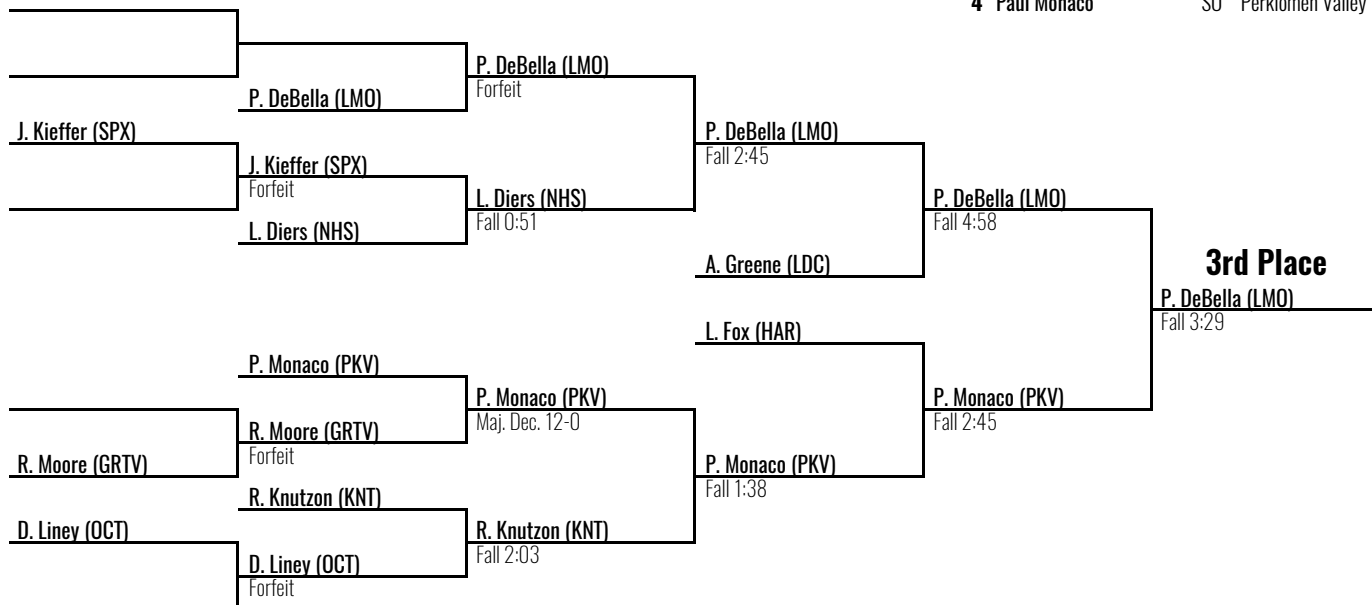 4 Paul Monaco SO Perkiomen Valley
P. DeBella (LMO)
Forfeit
P. DeBella (LMO)
J. Kieffer (SPX)
P. DeBella (LMO)
Fall 2:45
J. Kieffer (SPX)
Forfeit
L. Diers (NHS)
Fall 0:51
P. DeBella (LMO)
Fall 4:58
L. Diers (NHS)
A. Greene (LDC)
3rd Place
P. DeBella (LMO)
Fall 3:29
L. Fox (HAR)
P. Monaco (PKV)
P. Monaco (PKV)
Maj. Dec. 12-0
P. Monaco (PKV)
Fall 2:45
R. Moore (GRTV)
Forfeit
R. Moore (GRTV)
P. Monaco (PKV)
Fall 1:38
R. Knutzon (KNT)
D. Liney (OCT)
R. Knutzon (KNT)
Fall 2:03
D. Liney (OCT)
Forfeit